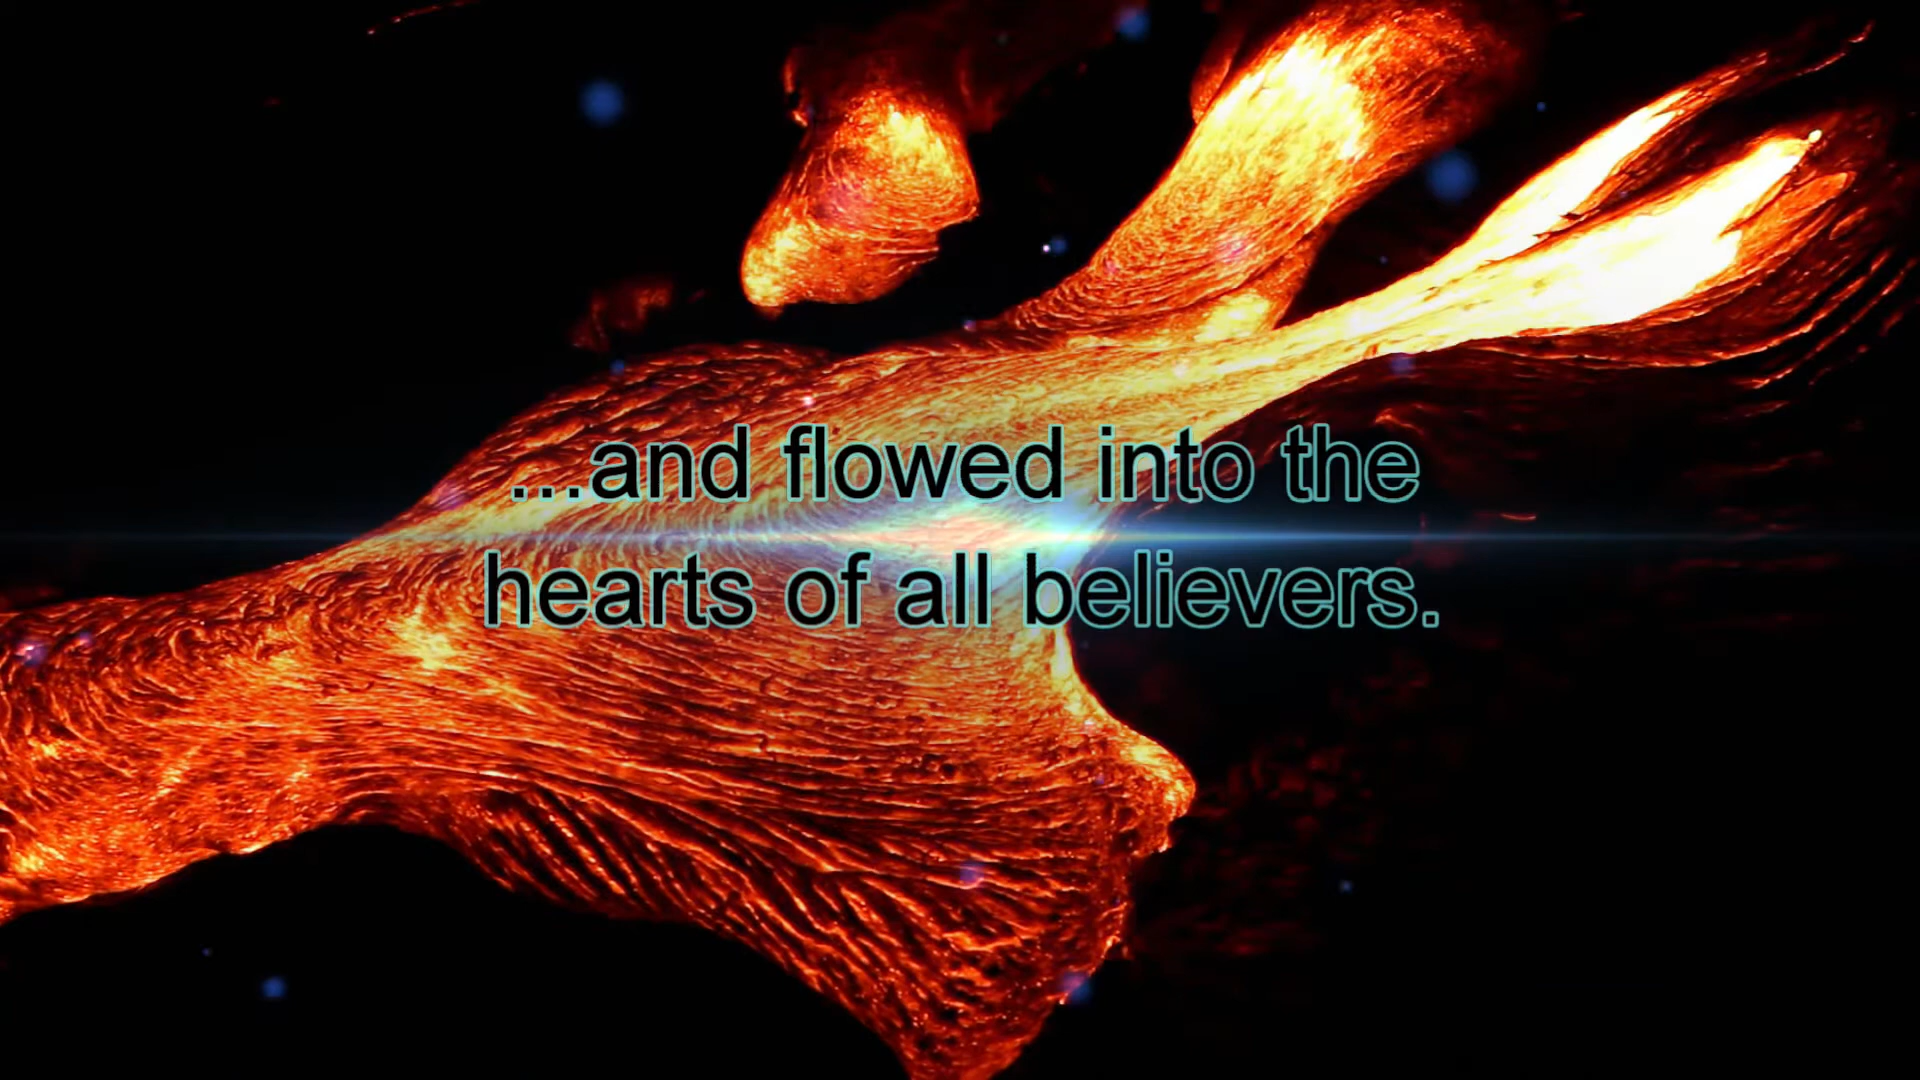 ...and flowed into the
hearts of all believers.